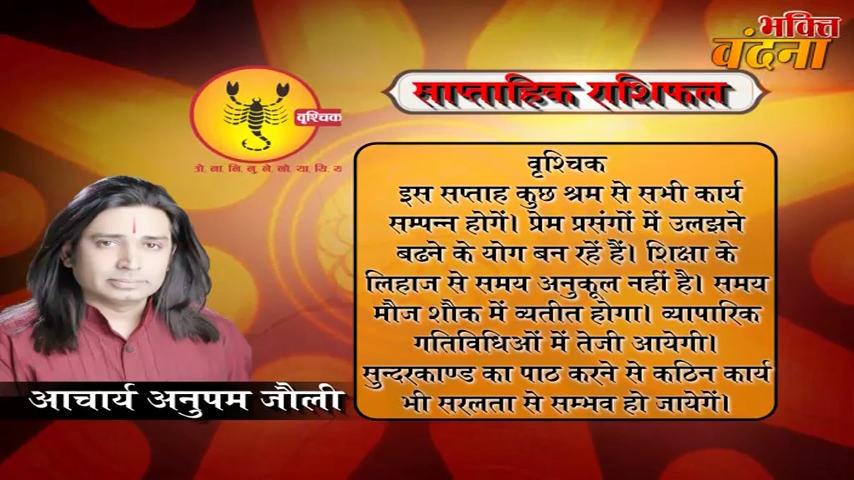 भक्ति
वंदना
साप्ताहिक राशिफल
वृश्चिक
तो. ना. नि. नु. ने. नो. या. यि. य
वृश्चिक
इस सप्ताह कुछ श्रम से सभी कार्य
सम्पन्न होगें। प्रेम प्रसंगों में उलझने
बढने के योग बन रहें हैं। शिक्षा के
लिहाज से समय अनुकूल नहीं है। समय
मौज शौक में व्यतीत होगा। व्यापारिक
गतिविधिओं में तेजी आयेगी।
सुन्दरकाण्ड का पाठ करने से कठिन कार्य
भी सरलता से सम्भव हो जायेगें।
आचार्य अनुपम जौली